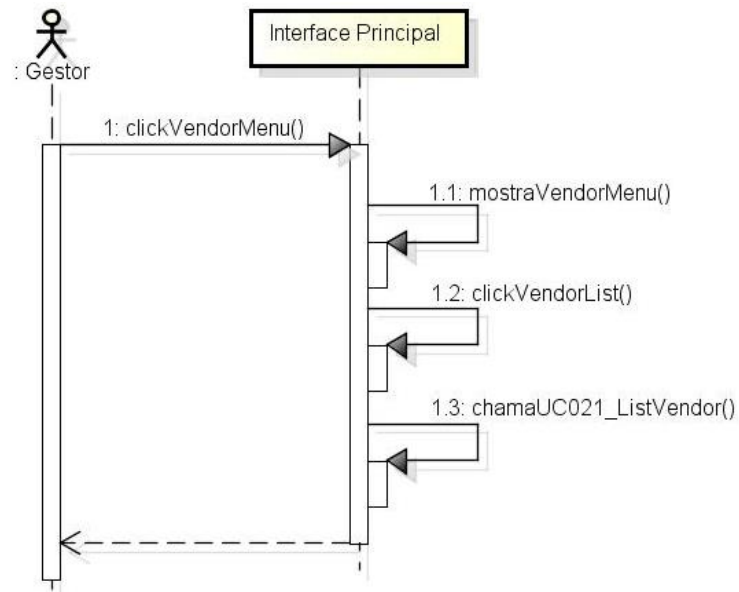 Interface Principal
: Gestor
1: clickVendorMenu()
1.1: mostraVendorMenu()
1.2: clickVendorList()
1.3: chamaUC021_ListVendor()